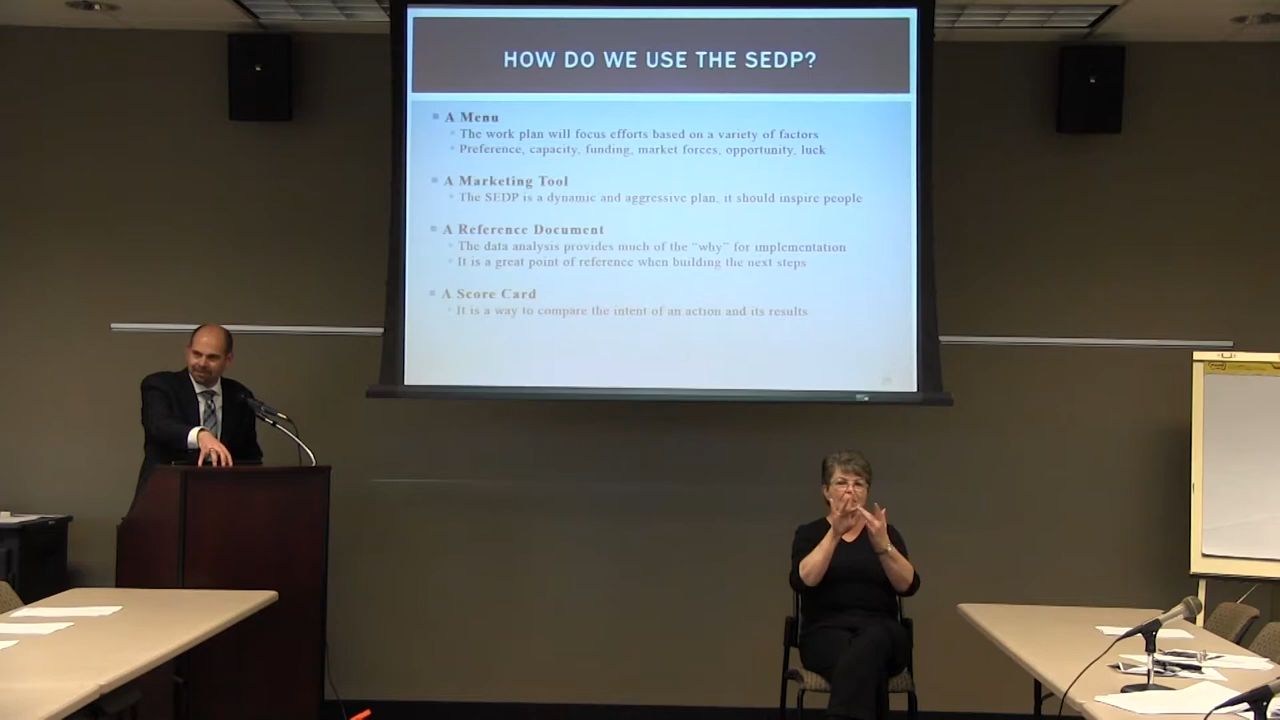 HOW DO WE USE THE SEDP?
A Menu
The work plan will focus efforts based on a variety of factors
Preference, capacity, funding, market forces, opportunity, luck
A Marketing Tool
The SEDP is a dynamic and aggressive plan, it should inspire people
A Reference Document
The data analysis provides much of the “why” for implementation
It is a great point of reference when building the next steps
A Score Card
It is a way to compare the intent of an action and its results